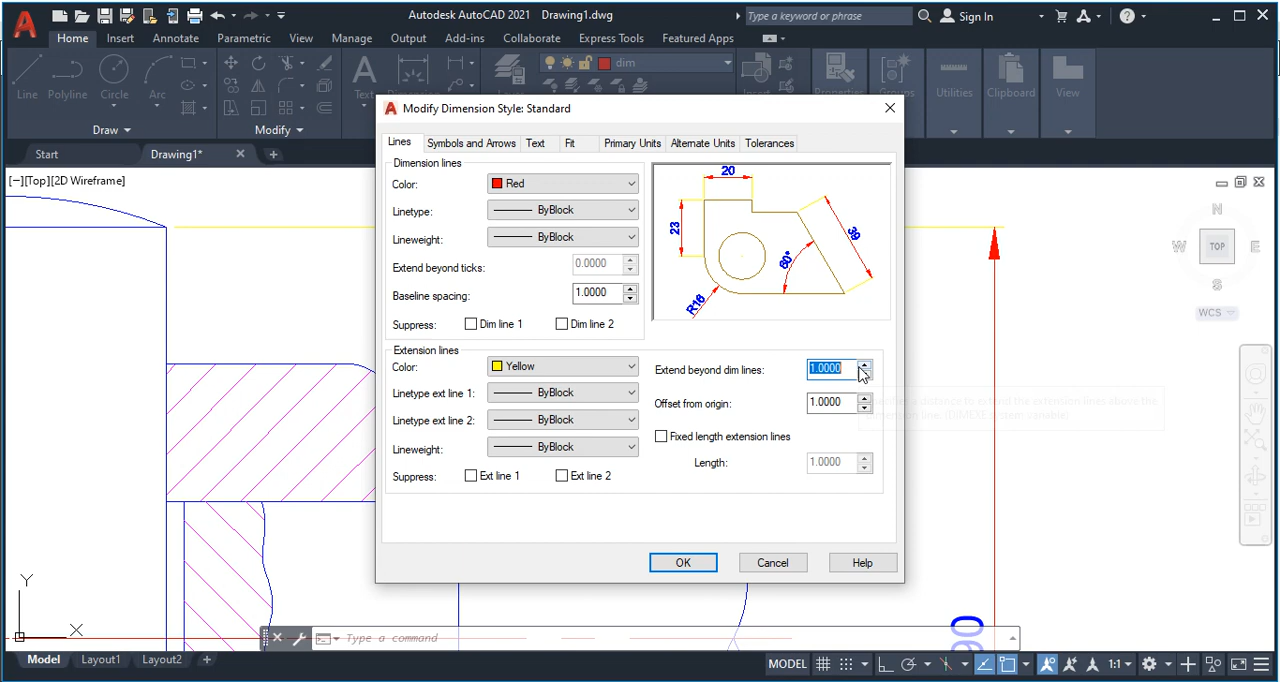 Autodesk AutoCAD 2021 Drawing1.dwg
Type a keyword or phrase
Sign In
Home Insert Annotate Parametric View Manage Output Add-ins Collaborate Express Tools Featured Apps
dim
Line Polyline Circle Arc Text Properties Groups Utilities Clipboard View
Draw Modify
Start Drawing1*
[−][Top][2D Wireframe]
Modify Dimension Style: Standard
Lines Symbols and Arrows Text Fit Primary Units Alternate Units Tolerances
Dimension lines
Color: Red
Linetype: ByBlock
Lineweight: ByBlock
Extend beyond ticks: 0.0000
Baseline spacing: 1.0000
Suppress: Dim line 1 Dim line 2
20
23
39
60°
R16
Extension lines
Color: Yellow
Linetype ext line 1: ByBlock
Linetype ext line 2: ByBlock
Lineweight: ByBlock
Suppress: Ext line 1 Ext line 2
Extend beyond dim lines: 1.0000
Offset from origin: 1.0000
Fixed length extension lines
Length: 1.0000
OK Cancel Help
N
W TOP E
S
WCS
Y
X
Type a command
Model Layout1 Layout2 +
MODEL 1:1